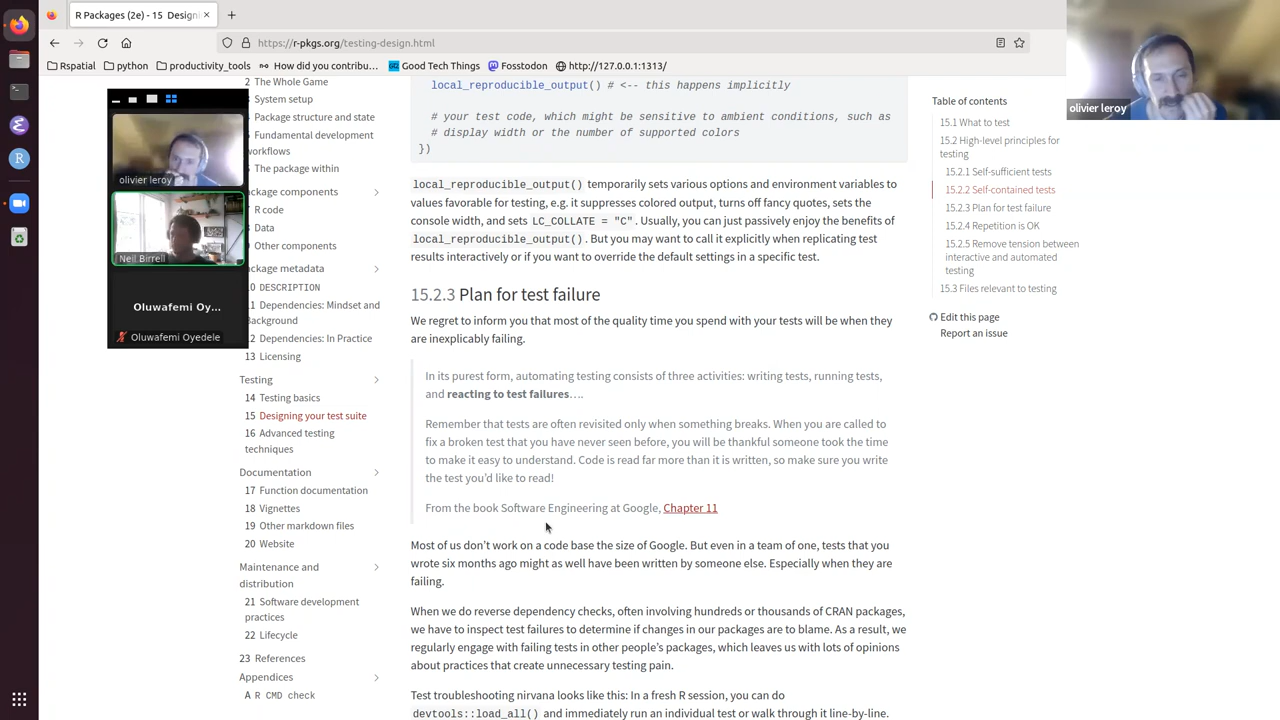 R Packages (2e) - 15 Design
https://r-pkgs.org/testing-design.html
Rspatial
python
productivity_tools
How did you contribu...
Good Tech Things
Fosstodon
http://127.0.0.1:1313/
olivier leroy
olivier leroy
Neil Birrell
Oluwafemi Oy...
Oluwafemi Oyedele
2 The Whole Game
System setup
Package structure and state
Fundamental development
workflows
The package within
ackage components
R code
Data
Other components
ackage metadata
10 DESCRIPTION
11 Dependencies: Mindset and
Background
12 Dependencies: In Practice
13 Licensing
Testing
14 Testing basics
15 Designing your test suite
16 Advanced testing
techniques
Documentation
17 Function documentation
18 Vignettes
19 Other markdown files
20 Website
Maintenance and
distribution
21 Software development
practices
22 Lifecycle
23 References
Appendices
A R CMD check
local_reproducible_output() # <-- this happens implicitly
# your test code, which might be sensitive to ambient conditions, such as
# display width or the number of supported colors
})
local_reproducible_output() temporarily sets various options and environment variables to
values favorable for testing, e.g. it suppresses colored output, turns off fancy quotes, sets
the console width, and sets LC_COLLATE = "C". Usually, you can just passively enjoy the benefits of
local_reproducible_output(). But you may want to call it explicitly when replicating test
results interactively or if you want to override the default settings in a specific test.
15.2.3 Plan for test failure
We regret to inform you that most of the quality time you spend with your tests will be when they
are inexplicably failing.
In its purest form, automating testing consists of three activities: writing tests, running tests,
and reacting to test failures….
Remember that tests are often revisited only when something breaks. When you are called to
fix a broken test that you have never seen before, you will be thankful someone took the time
to make it easy to understand. Code is read far more than it is written, so make sure you write
the test you'd like to read!
From the book Software Engineering at Google, Chapter 11
Most of us don't work on a code base the size of Google. But even in a team of one, tests that you
wrote six months ago might as well have been written by someone else. Especially when they are
failing.
When we do reverse dependency checks, often involving hundreds or thousands of CRAN packages,
we have to inspect test failures to determine if changes in our packages are to blame. As a result, we
regularly engage with failing tests in other people's packages, which leaves us with lots of opinions
about practices that create unnecessary testing pain.
Test troubleshooting nirvana looks like this: In a fresh R session, you can do
devtools::load_all() and immediately run an individual test or walk through it line-by-line.
Table of contents
15.1 What to test
15.2 High-level principles for
testing
15.2.1 Self-sufficient tests
15.2.2 Self-contained tests
15.2.3 Plan for test failure
15.2.4 Repetition is OK
15.2.5 Remove tension between
interactive and automated
testing
15.3 Files relevant to testing
Edit this page
Report an issue